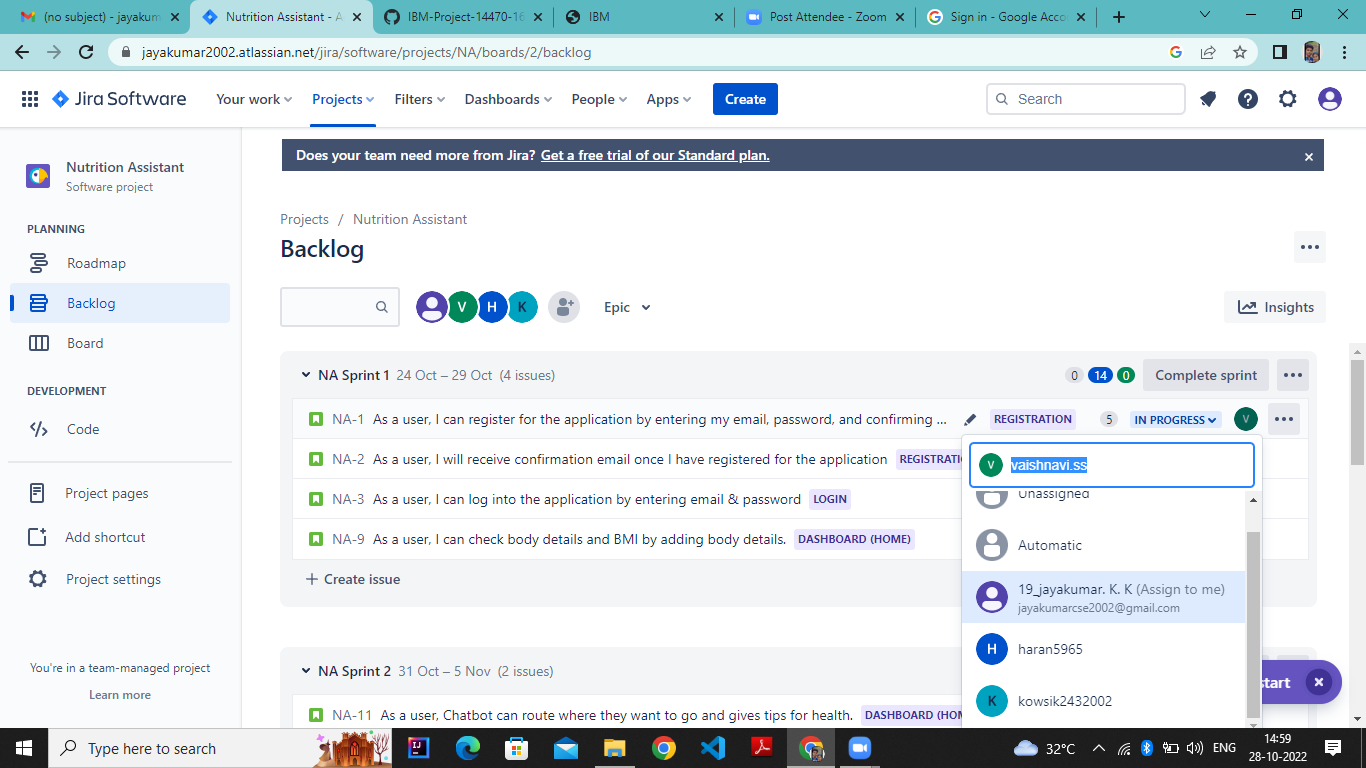 (no subject) - jayakum
Nutrition Assistant - A
IBM-Project-14470-16
IBM
Post Attendee - Zoom
Sign in - Google Acco
jayakumar2002.atlassian.net/jira/software/projects/NA/boards/2/backlog
Jira Software
Your work
Projects
Filters
Dashboards
People
Apps
Create
Search
Does your team need more from Jira? Get a free trial of our Standard plan.
Nutrition Assistant
Software project
PLANNING
Roadmap
Backlog
Board
DEVELOPMENT
Code
Project pages
Add shortcut
Project settings
You're in a team-managed project
Learn more
Projects / Nutrition Assistant
Backlog
V H K
Epic
Insights
NA Sprint 1 24 Oct – 29 Oct (4 issues)
0 14 0
Complete sprint
NA-1 As a user, I can register for the application by entering my email, password, and confirming ...
REGISTRATION
5
IN PROGRESS
V
NA-2 As a user, I will receive confirmation email once I have registered for the application
REGISTRATIO
NA-3 As a user, I can log into the application by entering email & password
LOGIN
NA-9 As a user, I can check body details and BMI by adding body details.
DASHBOARD (HOME)
+ Create issue
V vaishnavi.ss
Unassigned
Automatic
19_jayakumar. K. K (Assign to me)
jayakumarcse2002@gmail.com
H haran5965
K kowsik2432002
start
NA Sprint 2 31 Oct – 5 Nov (2 issues)
NA-11 As a user, Chatbot can route where they want to go and gives tips for health.
DASHBOARD (HOM
Type here to search
32°C
ENG
14:59
28-10-2022